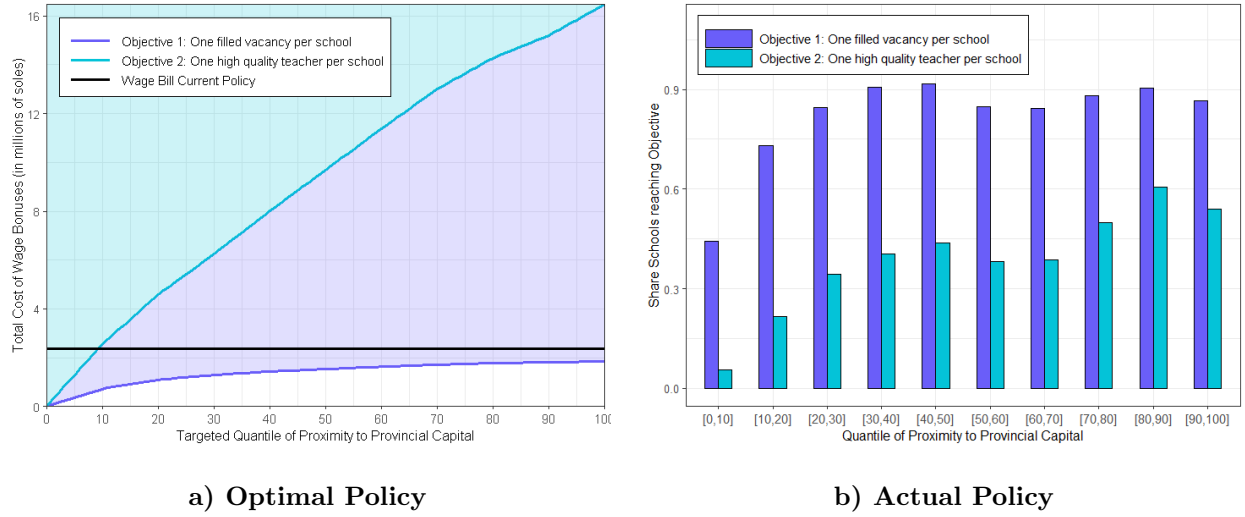 Total Cost of Wage Bonuses (in millions of soles)
16
12
8
4
0
Objective 1: One filled vacancy per school
Objective 2: One high quality teacher per school
Wage Bill Current Policy
0 10 20 30 40 50 60 70 80 90 100
Targeted Quantile of Proximity to Provincial Capital
a) Optimal Policy
Share Schools reaching Objective
0.9
0.6
0.3
0.0
Objective 1: One filled vacancy per school
Objective 2: One high quality teacher per school
[0,10] [10,20] [20,30] [30,40] [40,50] [50,60] [60,70] [70,80] [80,90] [90,100]
Quantile of Proximity to Provincial Capital
b) Actual Policy